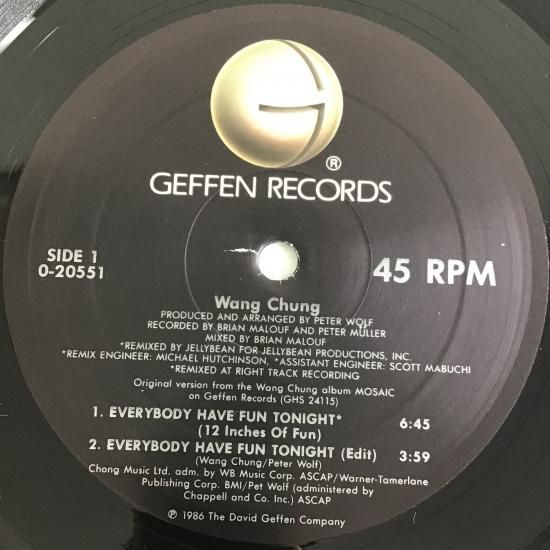 ®
GEFFEN RECORDS
SIDE 1
0-20551
45 RPM
Wang Chung
PRODUCED AND ARRANGED BY PETER WOLF
RECORDED BY BRIAN MALOUF AND PETER MÜLLER
MIXED BY BRIAN MALOUF
*REMIXED BY JELLYBEAN FOR JELLYBEAN PRODUCTIONS, INC.
*REMIX ENGINEER: MICHAEL HUTCHINSON, *ASSISTANT ENGINEER: SCOTT MABUCHI
*REMIXED AT RIGHT TRACK RECORDING
Original version from the Wang Chung album MOSAIC
on Geffen Records (GHS 24115)
1. EVERYBODY HAVE FUN TONIGHT* 6:45
(12 Inches Of Fun)
2. EVERYBODY HAVE FUN TONIGHT (Edit) 3:59
(Wang Chung/Peter Wolf)
Chong Music Ltd. adm. by WB Music Corp. ASCAP/Warner-Tamerlane
Publishing Corp. BMI/Pet Wolf (administered by
Chappell and Co. Inc.) ASCAP
℗ 1986 The David Geffen Company